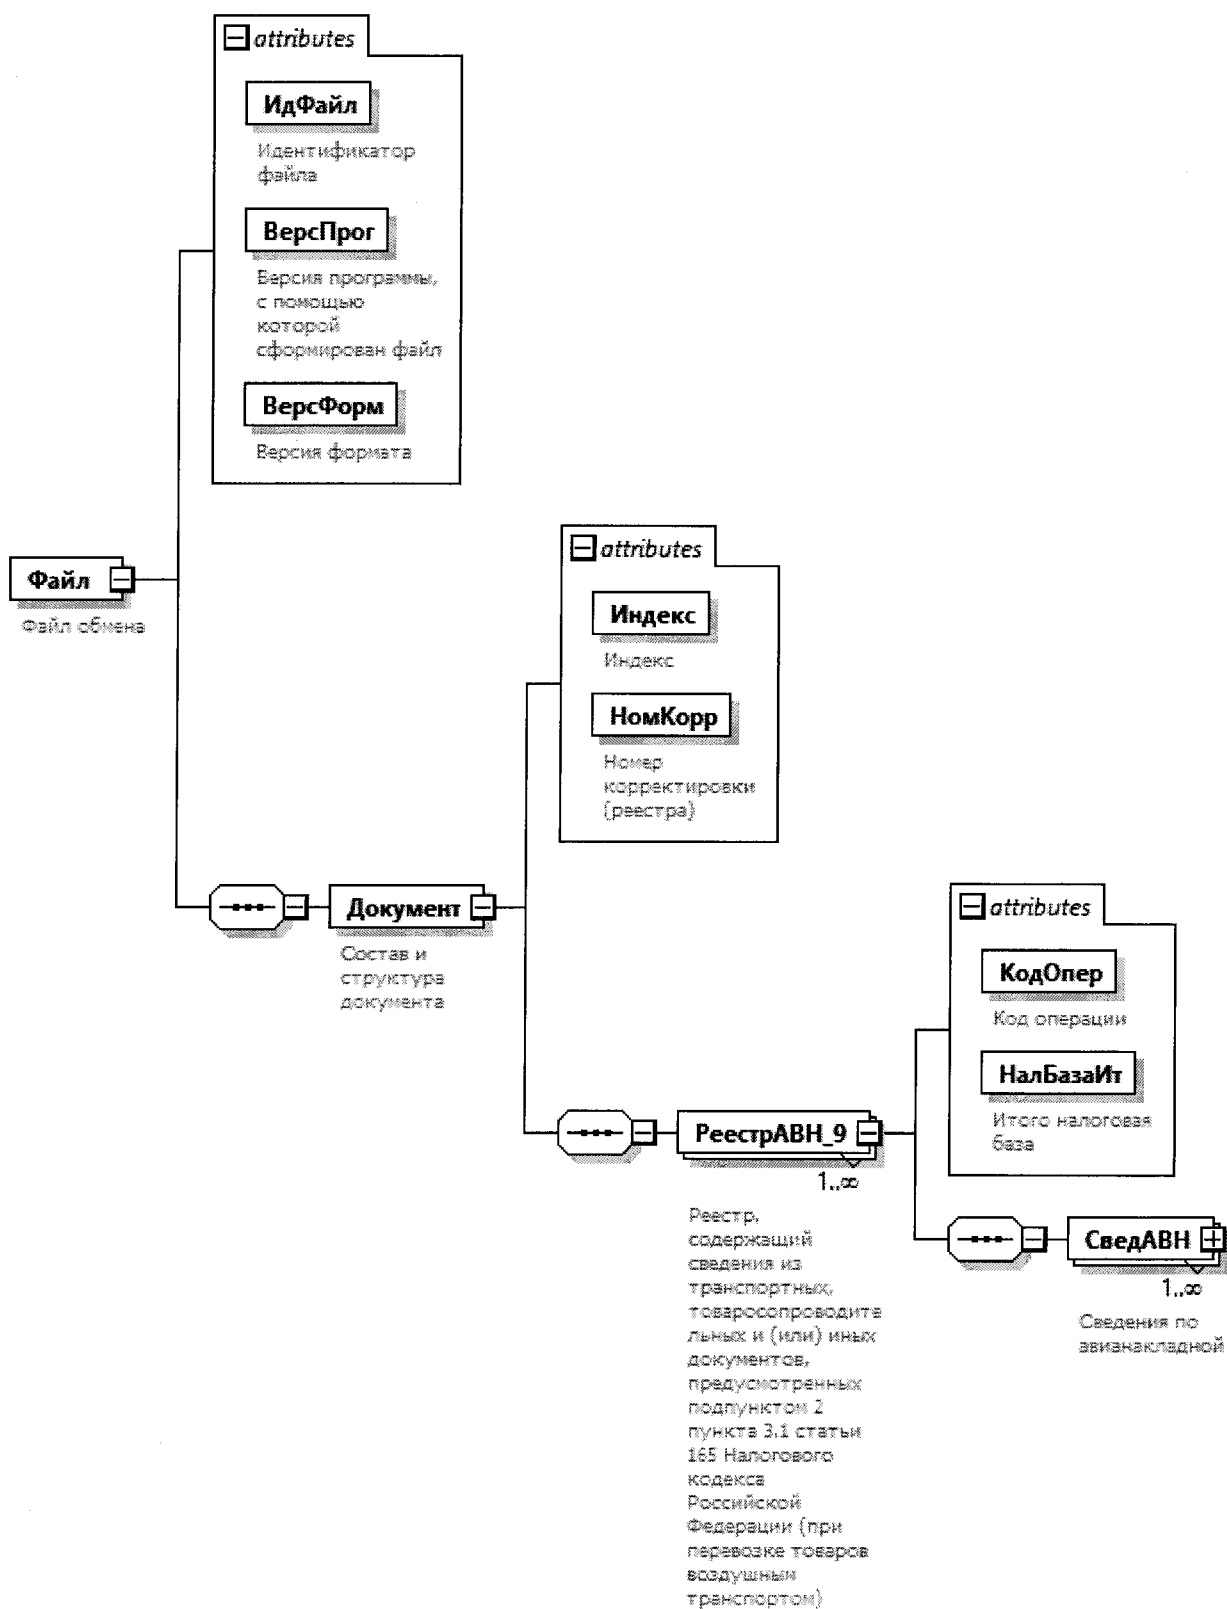 attributes
ИдФайл
Идентификатор
файла
ВерсПрог
Версия программы,
с помощью
которой
сформирован файл
ВерсФорм
Версия формата
Файл
Файл обмена
attributes
Индекс
Индекс
НомКорр
Номер
корректировки
(реестра)
Документ
Состав и
структура
документа
attributes
КодОпер
Код операции
НалБазаИт
Итого налоговая
база
РеестрАВН_9
1..∞
Реестр,
содержащий
сведения из
транспортных,
товаросопроводите
льных и (или) иных
документов,
предусмотренных
подпунктом 2
пункта 3.1 статьи
165 Налогового
кодекса
Российской
Федерации (при
перевозке товаров
воздушным
транспортом)
СведАВН
1..∞
Сведения по
авианакладной